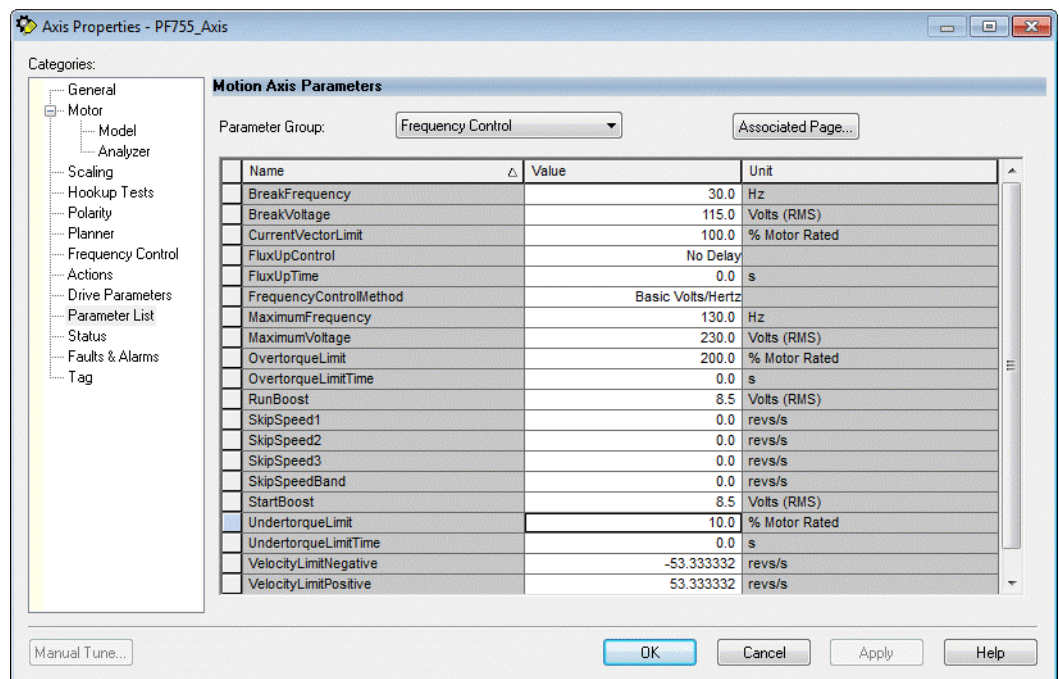 Axis Properties - PF755_Axis
Categories:
General
Motor
Model
Analyzer
Scaling
Hookup Tests
Polarity
Planner
Frequency Control
Actions
Drive Parameters
Parameter List
Status
Faults & Alarms
Tag
Motion Axis Parameters
Parameter Group: Frequency Control Associated Page...
Name Value Unit
BreakFrequency 30.0 Hz
BreakVoltage 115.0 Volts (RMS)
CurrentVectorLimit 100.0 % Motor Rated
FluxUpControl No Delay
FluxUpTime 0.0 s
FrequencyControlMethod Basic Volts/Hertz
MaximumFrequency 130.0 Hz
MaximumVoltage 230.0 Volts (RMS)
OvertorqueLimit 200.0 % Motor Rated
OvertorqueLimitTime 0.0 s
RunBoost 8.5 Volts (RMS)
SkipSpeed1 0.0 revs/s
SkipSpeed2 0.0 revs/s
SkipSpeed3 0.0 revs/s
SkipSpeedBand 0.0 revs/s
StartBoost 8.5 Volts (RMS)
UndertorqueLimit 10.0 % Motor Rated
UndertorqueLimitTime 0.0 s
VelocityLimitNegative -53.333332 revs/s
VelocityLimitPositive 53.333332 revs/s
Manual Tune... OK Cancel Apply Help